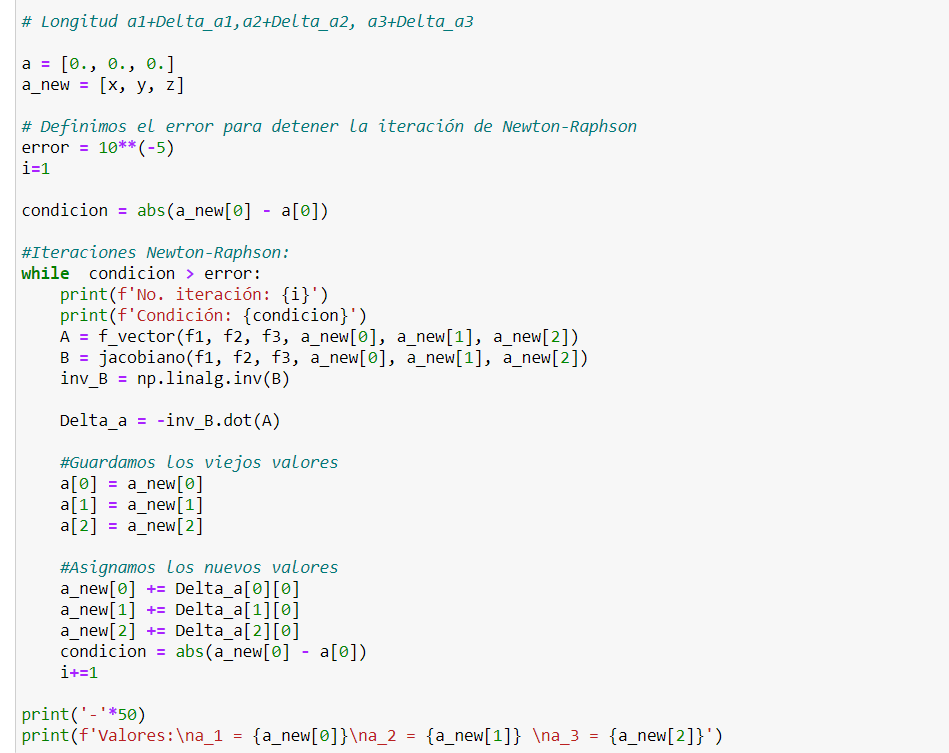 # Longitud a1+Delta_a1,a2+Delta_a2, a3+Delta_a3

a = [0., 0., 0.]
a_new = [x, y, z]

# Definimos el error para detener la iteración de Newton-Raphson
error = 10**(-5)
i=1

condicion = abs(a_new[0] - a[0])

#Iteraciones Newton-Raphson:
while  condicion > error:
    print(f'No. iteración: {i}')
    print(f'Condición: {condicion}')
    A = f_vector(f1, f2, f3, a_new[0], a_new[1], a_new[2])
    B = jacobiano(f1, f2, f3, a_new[0], a_new[1], a_new[2])
    inv_B = np.linalg.inv(B)

    Delta_a = -inv_B.dot(A)

    #Guardamos los viejos valores
    a[0] = a_new[0]
    a[1] = a_new[1]
    a[2] = a_new[2]

    #Asignamos los nuevos valores
    a_new[0] += Delta_a[0][0]
    a_new[1] += Delta_a[1][0]
    a_new[2] += Delta_a[2][0]
    condicion = abs(a_new[0] - a[0])
    i+=1

print('-'*50)
print(f'Valores:\na_1 = {a_new[0]}\na_2 = {a_new[1]} \na_3 = {a_new[2]}')